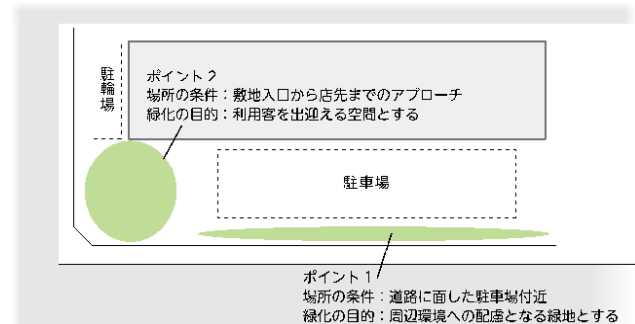 駐輪場
ポイント2
場所の条件：敷地入口から店先までのアプローチ
緑化の目的：利用客を出迎える空間とする
駐車場
ポイント1
場所の条件：道路に面した駐車場付近
緑化の目的：周辺環境への配慮となる緑地とする